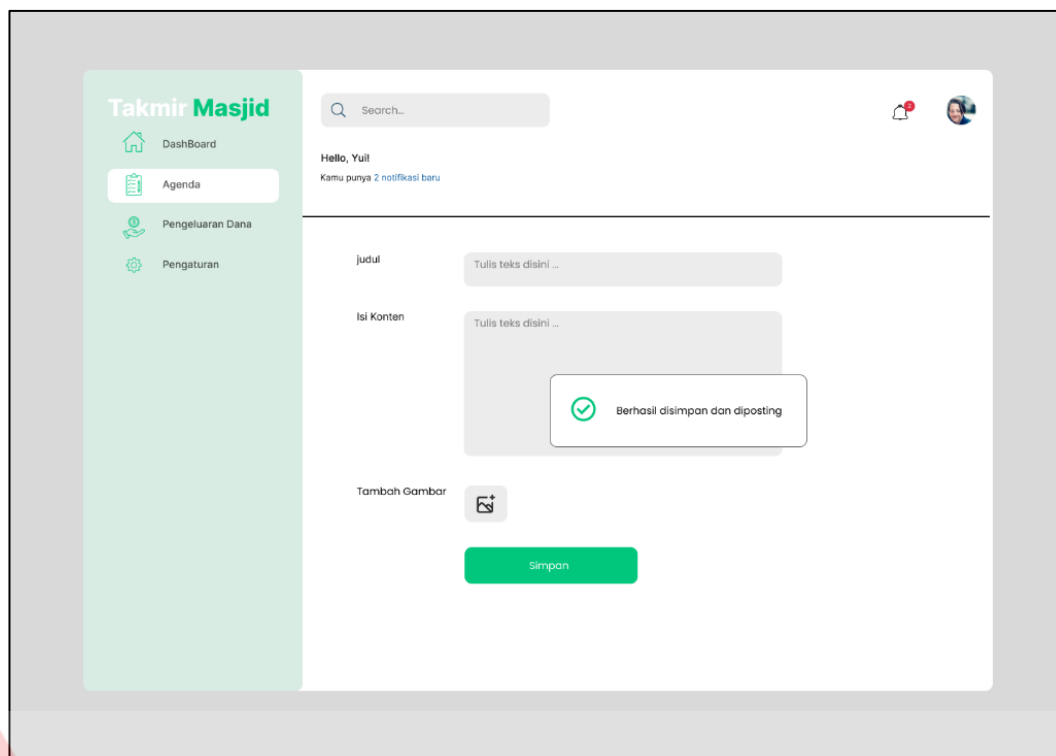 Takmir Masjid
DashBoard
Agenda
Pengeluaran Dana
Pengaturan
Search...
2
Hello, Yui!
Kamu punya 2 notifikasi baru
judul
Tulis teks disini ...
Isi Konten
Tulis teks disini ...
Berhasil disimpan dan diposting
Tambah Gambar
Simpan